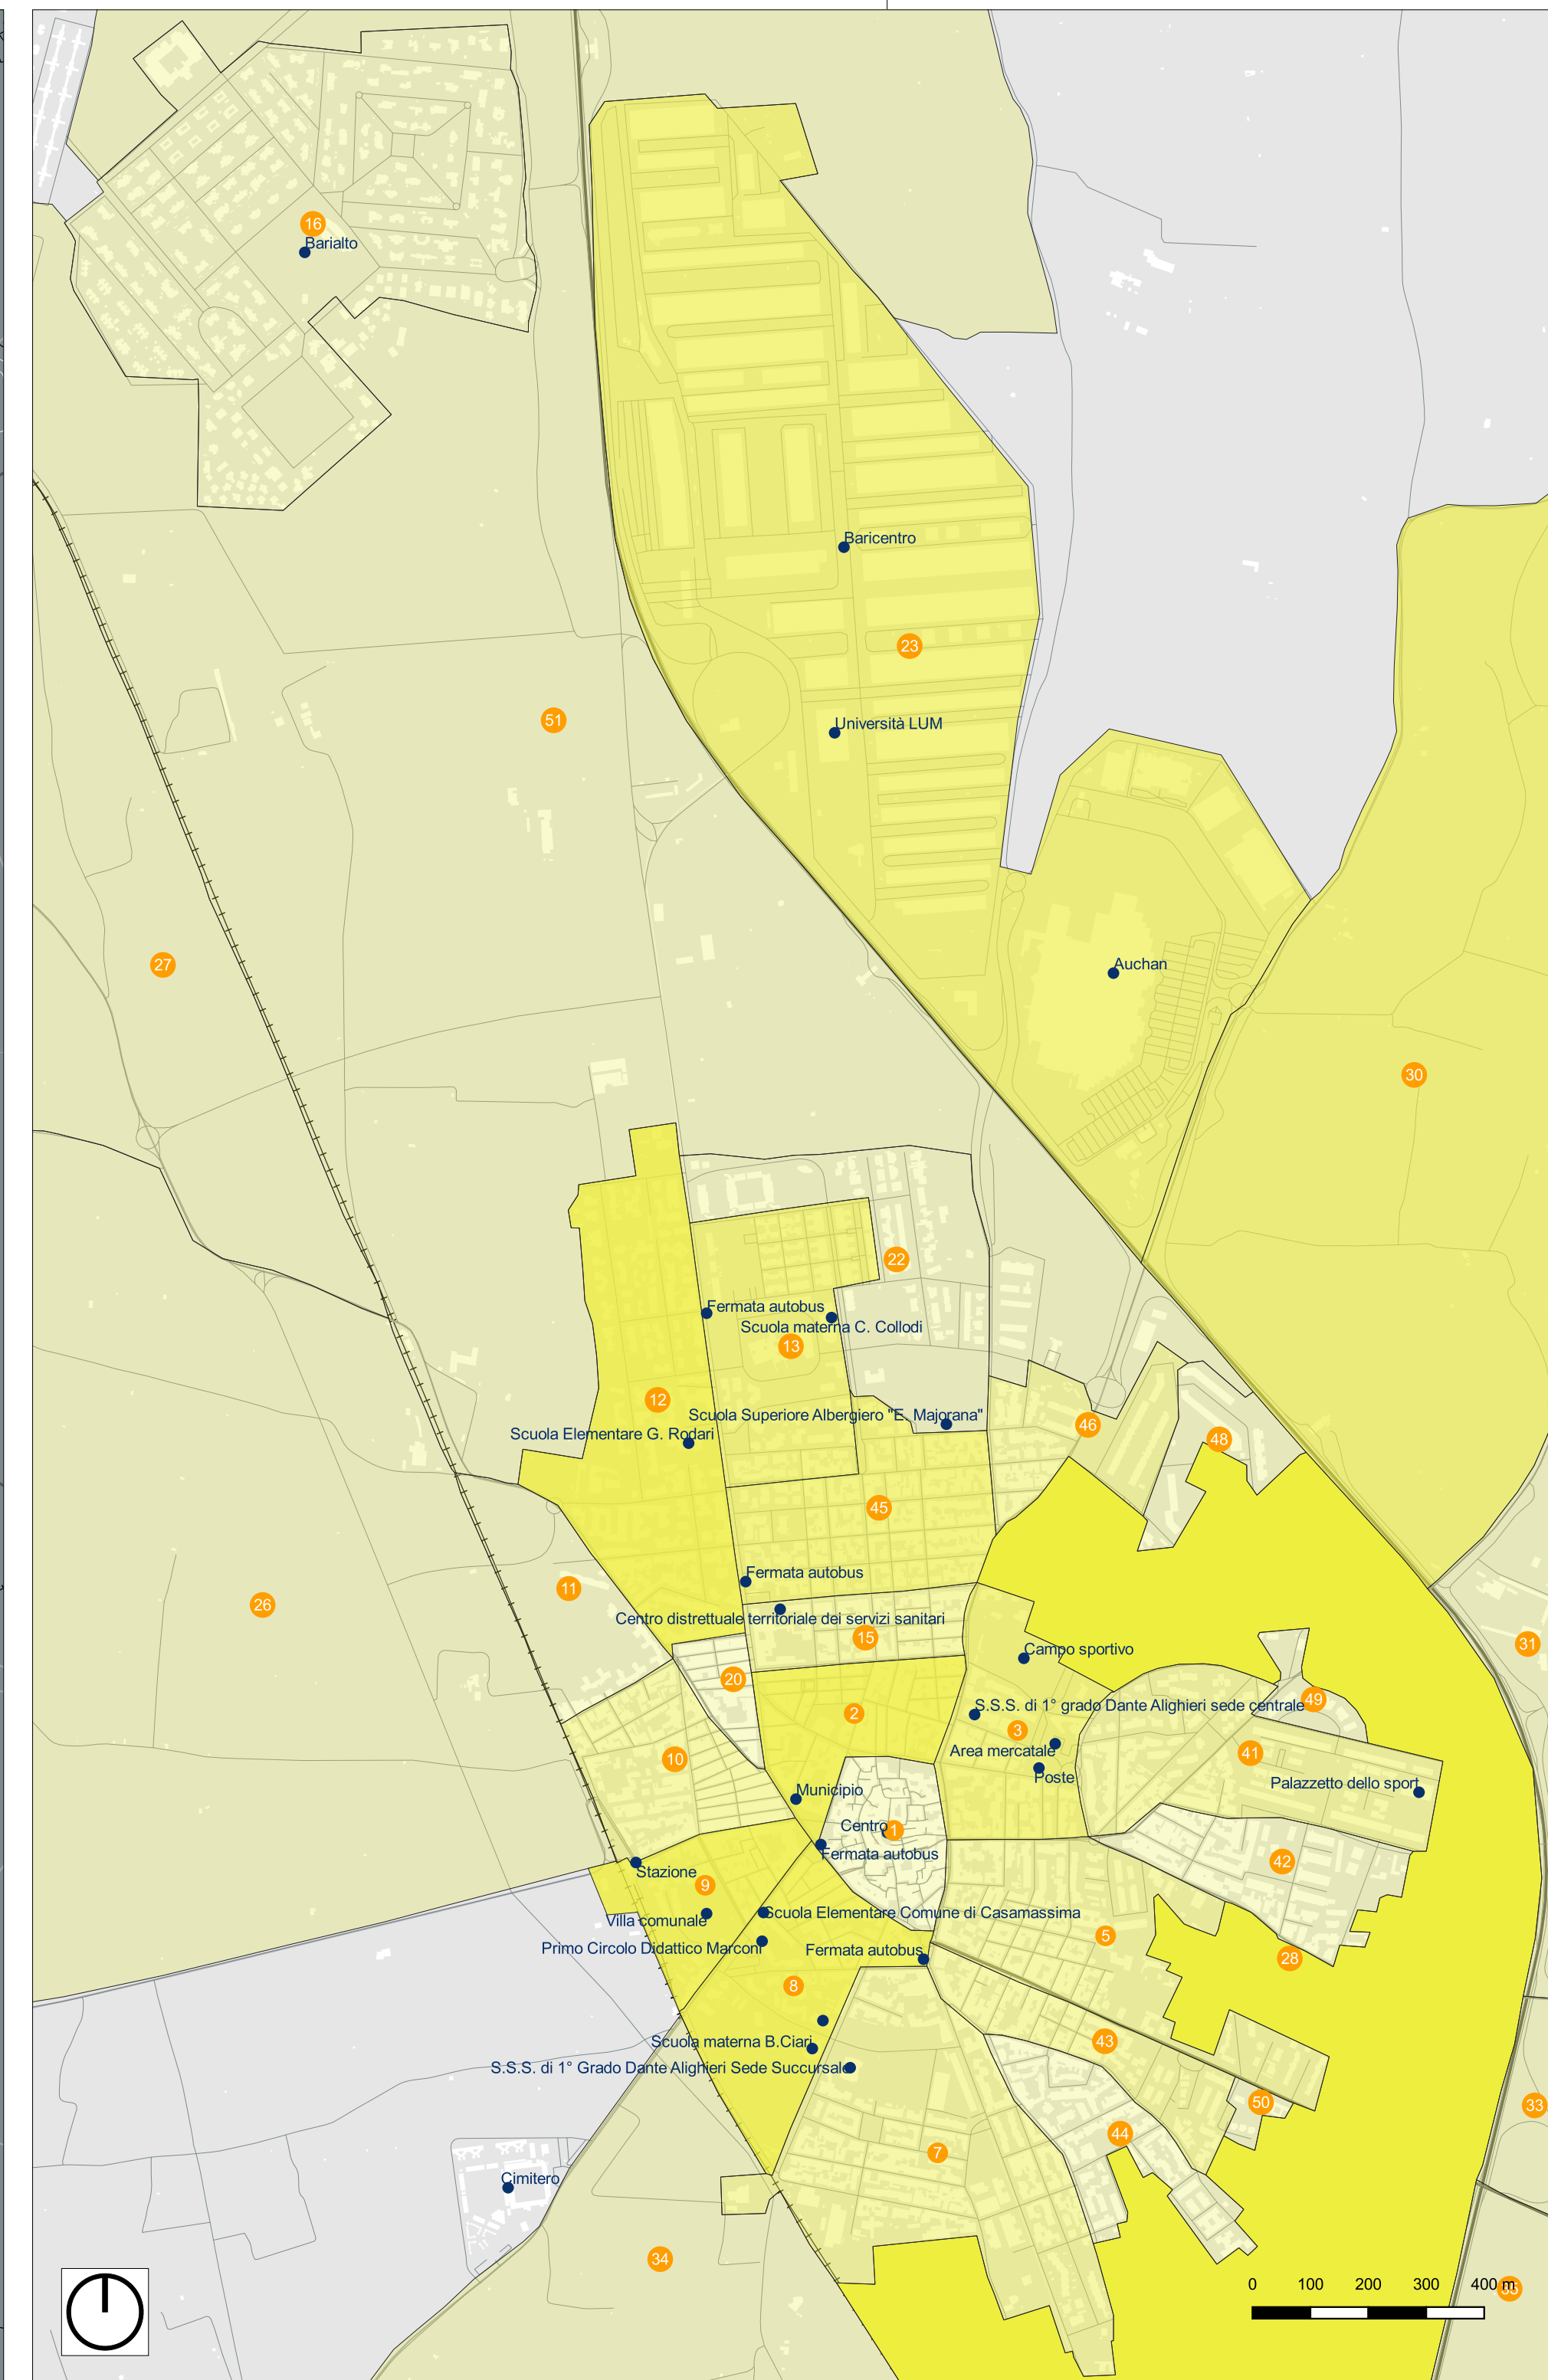 16
Barialto
Baricentro
23
51
Università LUM
27
Auchan
30
22
Fermata autobus
Scuola materna C. Collodi
13
12
Scuola Superiore Albergiero "E. Majorana"
46
Scuola Elementare G. Rodari
48
45
Fermata autobus
11
26
Centro distrettuale territoriale dei servizi sanitari
15
31
Campo sportivo
20
49
S.S.S. di 1° grado Dante Alighieri sede centrale
2
3
Area mercatale
41
10
Poste
Palazzetto dello sport
Municipio
Centro
1
Fermata autobus
42
Stazione
9
Villa comunale
Scuola Elementare Comune di Casamassima
5
Primo Circolo Didattico Marconi
Fermata autobus
28
8
Scuola materna B.Ciari
43
S.S.S. di 1° Grado Dante Alighieri Sede Succursale
50
33
44
7
Cimitero
34
0 100 200 300 400 m